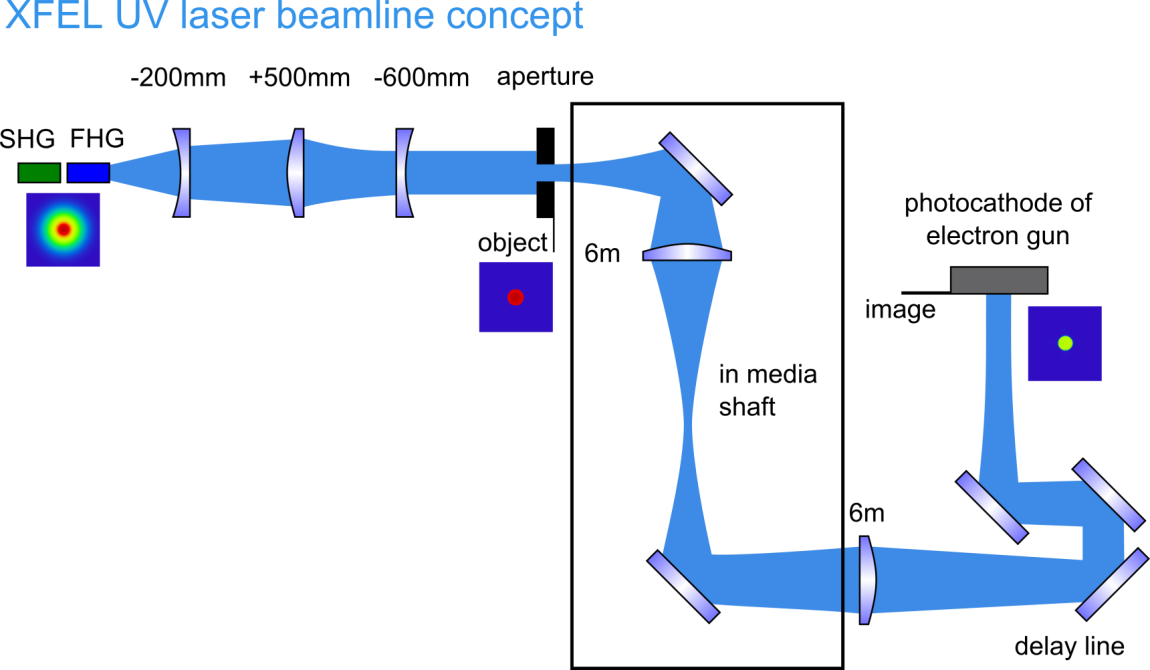 XFEL UV laser beamline concept
-200mm +500mm -600mm aperture
SHG FHG
object
6m
photocathode of
electron gun
image
in media
shaft
6m
delay line